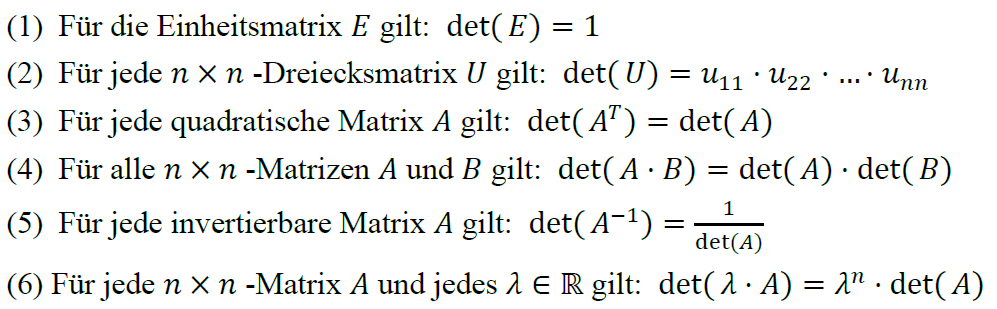 (1) Für die Einheitsmatrix E gilt: det(E) = 1
(2) Für jede n × n -Dreiecksmatrix U gilt: det(U) = u₁₁ · u₂₂ · … · uₙₙ
(3) Für jede quadratische Matrix A gilt: det(Aᵀ) = det(A)
(4) Für alle n × n -Matrizen A und B gilt: det(A · B) = det(A) · det(B)
(5) Für jede invertierbare Matrix A gilt: det(A⁻¹) = 1/det(A)
(6) Für jede n × n -Matrix A und jedes λ ∈ ℝ gilt: det(λ · A) = λⁿ · det(A)